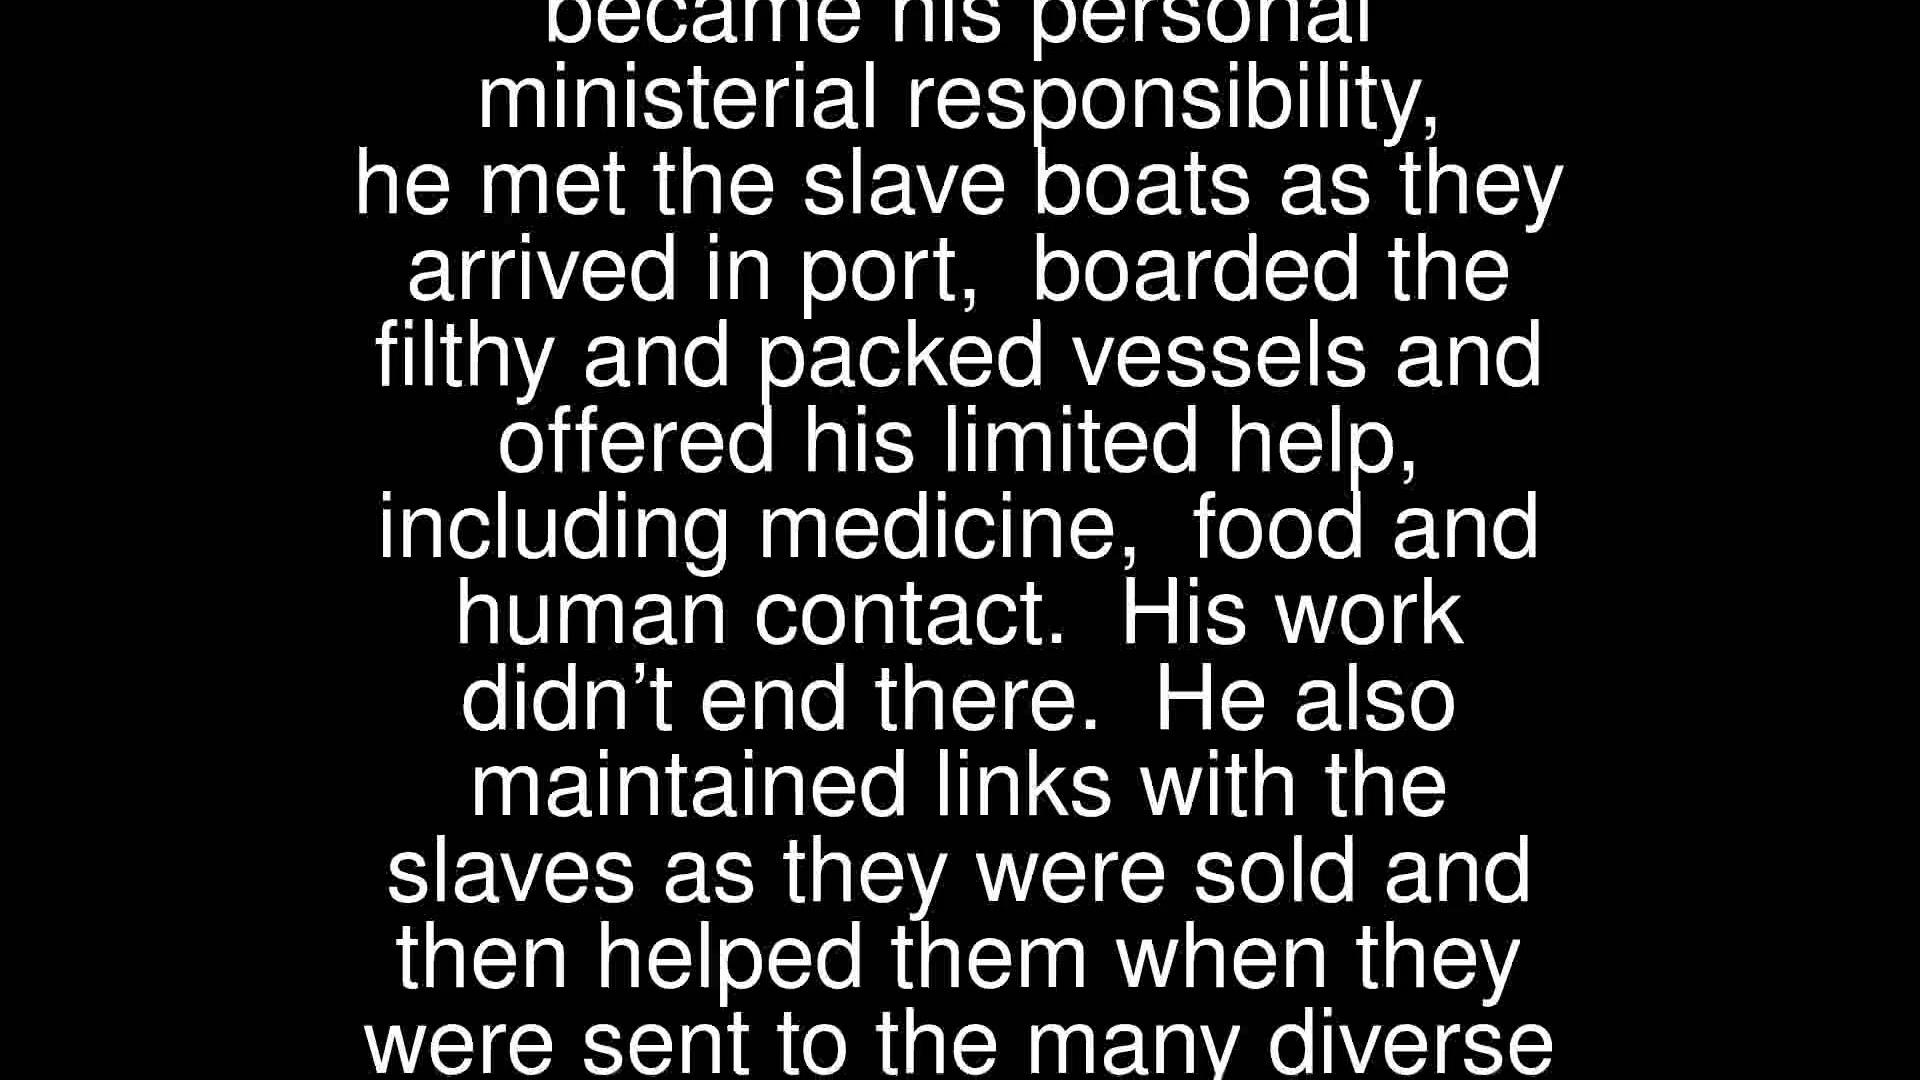 became his personal
ministerial responsibility,
he met the slave boats as they
arrived in port,  boarded the
filthy and packed vessels and
offered his limited help,
including medicine,  food and
human contact.  His work
didn’t end there.  He also
maintained links with the
slaves as they were sold and
then helped them when they
were sent to the many diverse